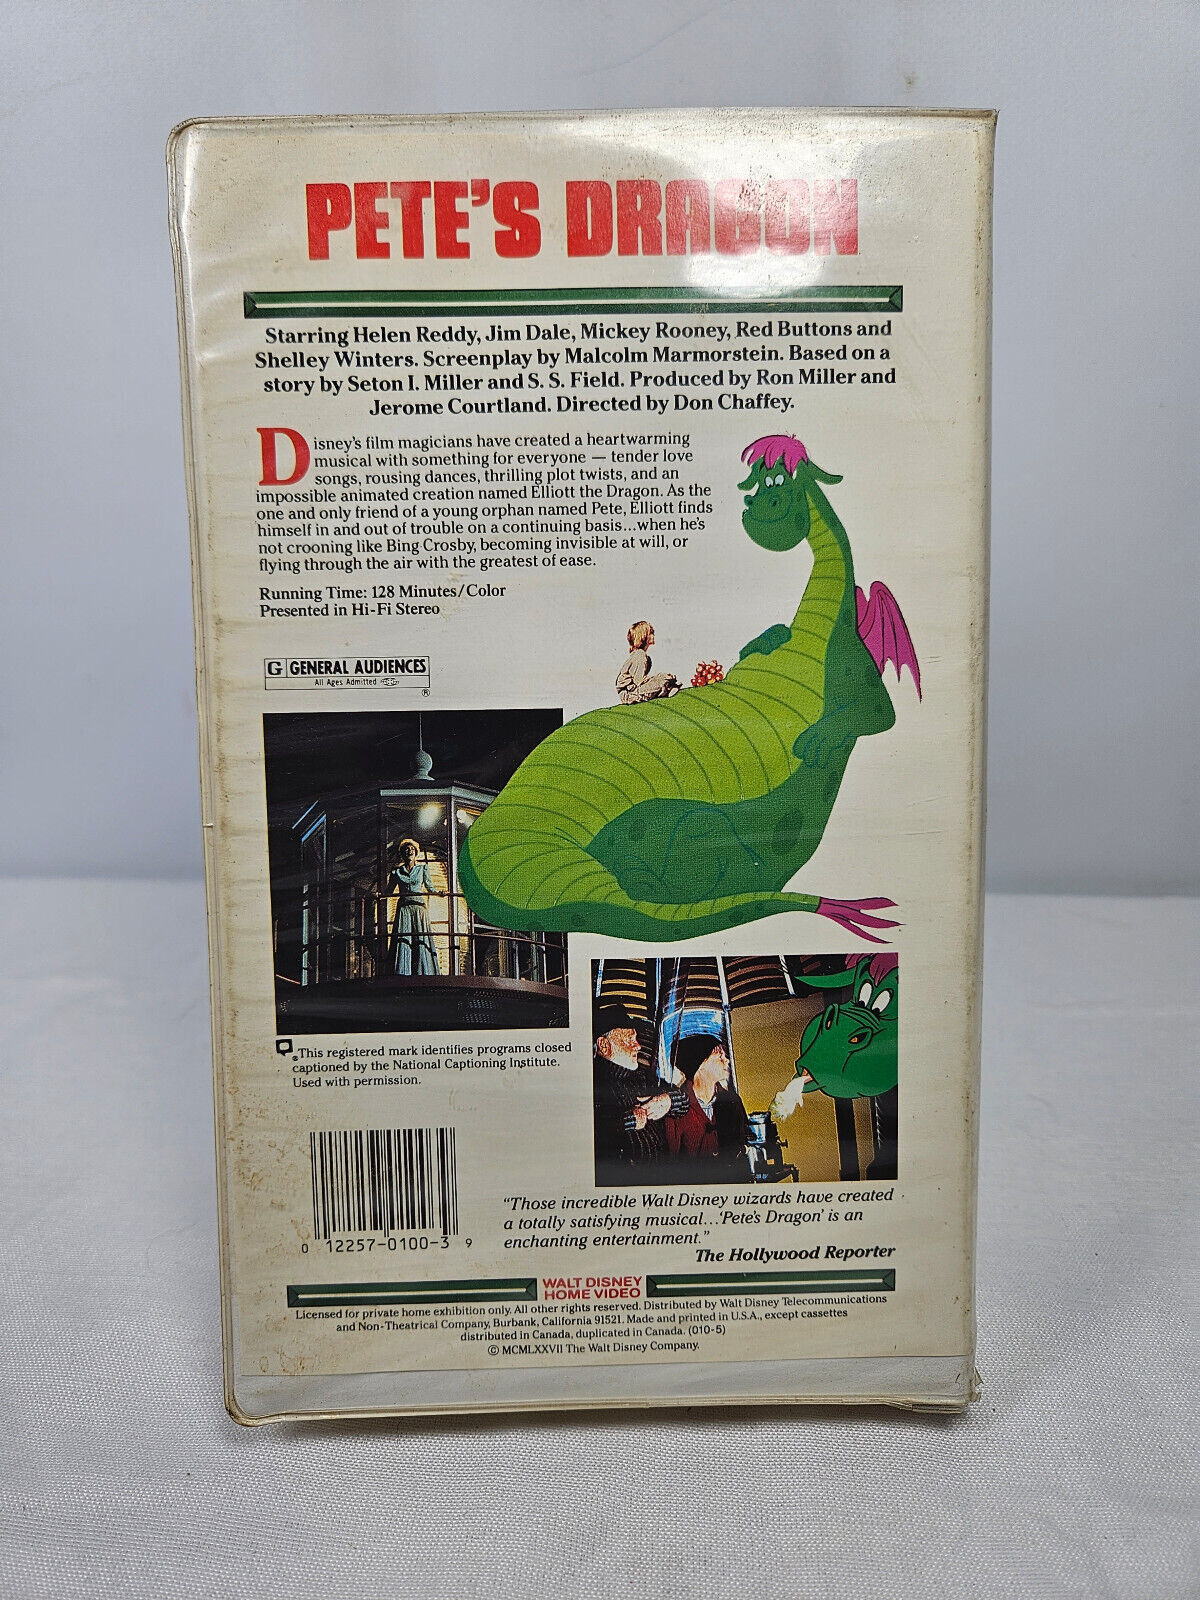 PETE'S DRAGON
Starring Helen Reddy, Jim Dale, Mickey Rooney, Red Buttons and
Shelley Winters. Screenplay by Malcolm Marmorstein. Based on a
story by Seton I. Miller and S. S. Field. Produced by Ron Miller and
Jerome Courtland. Directed by Don Chaffey.
Disney's film magicians have created a heartwarming
musical with something for everyone — tender love
songs, rousing dances, thrilling plot twists, and an
impossible animated creation named Elliott the Dragon. As the
one and only friend of a young orphan named Pete, Elliott finds
himself in and out of trouble on a continuing basis...when he's
not crooning like Bing Crosby, becoming invisible at will, or
flying through the air with the greatest of ease.
Running Time: 128 Minutes/Color
Presented in Hi-Fi Stereo
G GENERAL AUDIENCES
All Ages Admitted
®
®This registered mark identifies programs closed
captioned by the National Captioning Institute.
Used with permission.
0 12257-0100-3 9
"Those incredible Walt Disney wizards have created
a totally satisfying musical...'Pete's Dragon' is an
enchanting entertainment."
The Hollywood Reporter
WALT DISNEY
HOME VIDEO
Licensed for private home exhibition only. All other rights reserved. Distributed by Walt Disney Telecommunications
and Non-Theatrical Company, Burbank, California 91521. Made and printed in U.S.A., except cassettes
distributed in Canada, duplicated in Canada. (010-5)
© MCMLXXVII The Walt Disney Company.